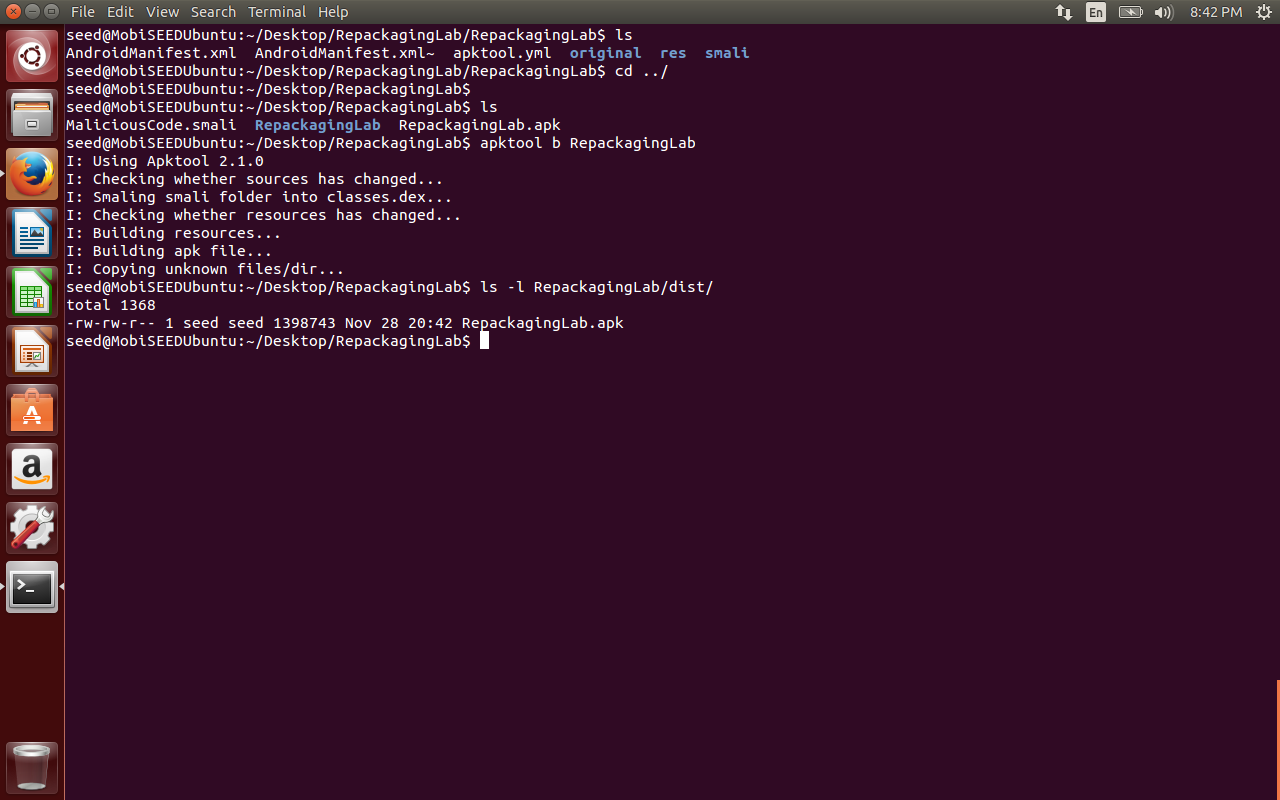 File Edit View Search Terminal Help En 8:42 PM
seed@MobiSEEDUbuntu:~/Desktop/RepackagingLab/RepackagingLab$ ls
AndroidManifest.xml  AndroidManifest.xml~  apktool.yml  original  res  smali
seed@MobiSEEDUbuntu:~/Desktop/RepackagingLab/RepackagingLab$ cd ../
seed@MobiSEEDUbuntu:~/Desktop/RepackagingLab$
seed@MobiSEEDUbuntu:~/Desktop/RepackagingLab$ ls
MaliciousCode.smali  RepackagingLab  RepackagingLab.apk
seed@MobiSEEDUbuntu:~/Desktop/RepackagingLab$ apktool b RepackagingLab
I: Using Apktool 2.1.0
I: Checking whether sources has changed...
I: Smaling smali folder into classes.dex...
I: Checking whether resources has changed...
I: Building resources...
I: Building apk file...
I: Copying unknown files/dir...
seed@MobiSEEDUbuntu:~/Desktop/RepackagingLab$ ls -l RepackagingLab/dist/
total 1368
-rw-rw-r-- 1 seed seed 1398743 Nov 28 20:42 RepackagingLab.apk
seed@MobiSEEDUbuntu:~/Desktop/RepackagingLab$
A
a
>_